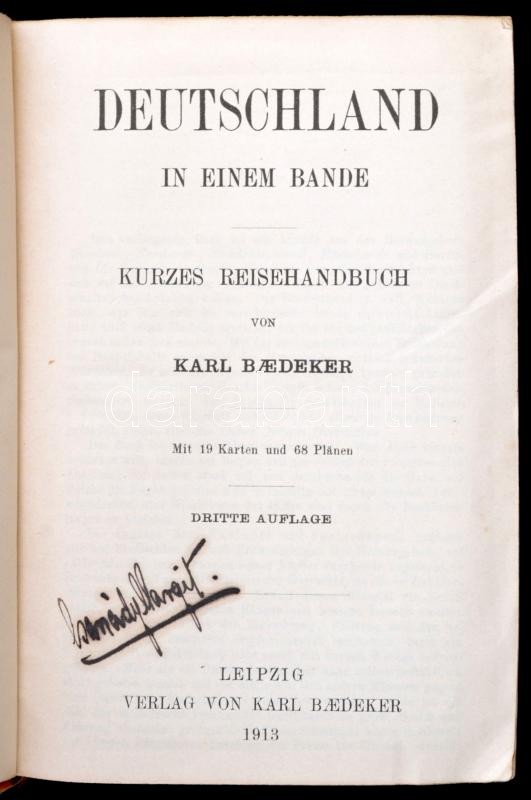 DEUTSCHLAND
IN EINEM BANDE
KURZES REISEHANDBUCH
VON
KARL BÆDEKER
darabanth
Mit 19 Karten und 68 Plänen
DRITTE AUFLAGE
LEIPZIG
VERLAG VON KARL BÆDEKER
1913